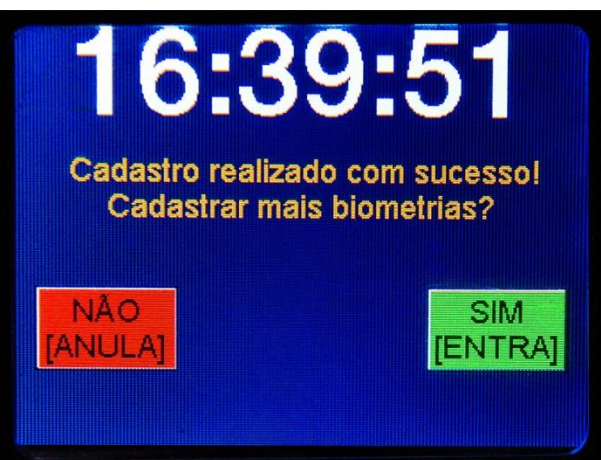 16:39:51
Cadastro realizado com sucesso!
Cadastrar mais biometrias?
NÃO
[ANULA]
SIM
[ENTRA]